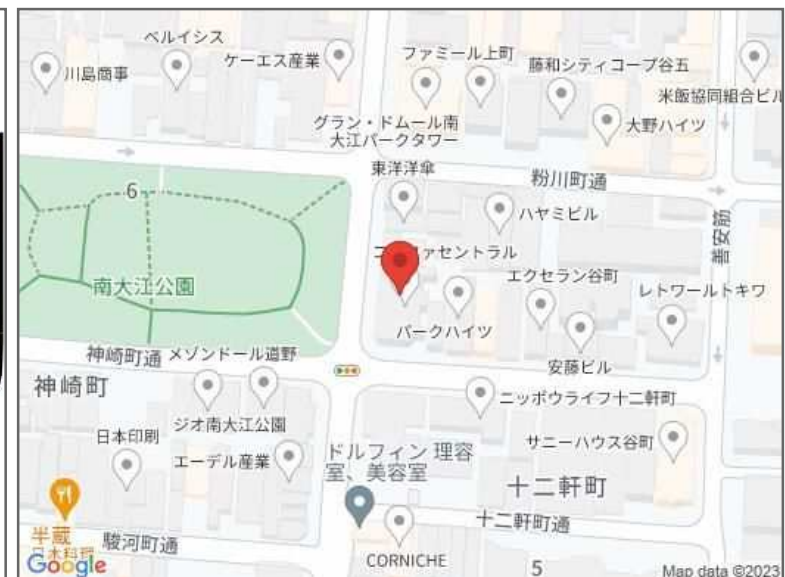 ベルイシス
川島商事
ケーエス産業
ファミール上町
藤和シティコープ谷五
米飯協同組合ビル
グラン・ドムール南
大江パークタワー
大野ハイツ
東洋洋傘
粉川町通
6
ハヤミビル
善安筋
ァセントラル
南大江公園
エクセラン谷町
レトワールトキワ
パークハイツ
安藤ビル
神崎町通
メゾンドール道野
神崎町
ニッポウライフ十二軒町
ジオ南大江公園
日本印刷
サニーハウス谷町
エーデル産業
ドルフィン 理容
室、美容室
十二軒町
半蔵
日本料理
駿河町通
十二軒町通
Google
CORNICHE
5
Map data ©2023